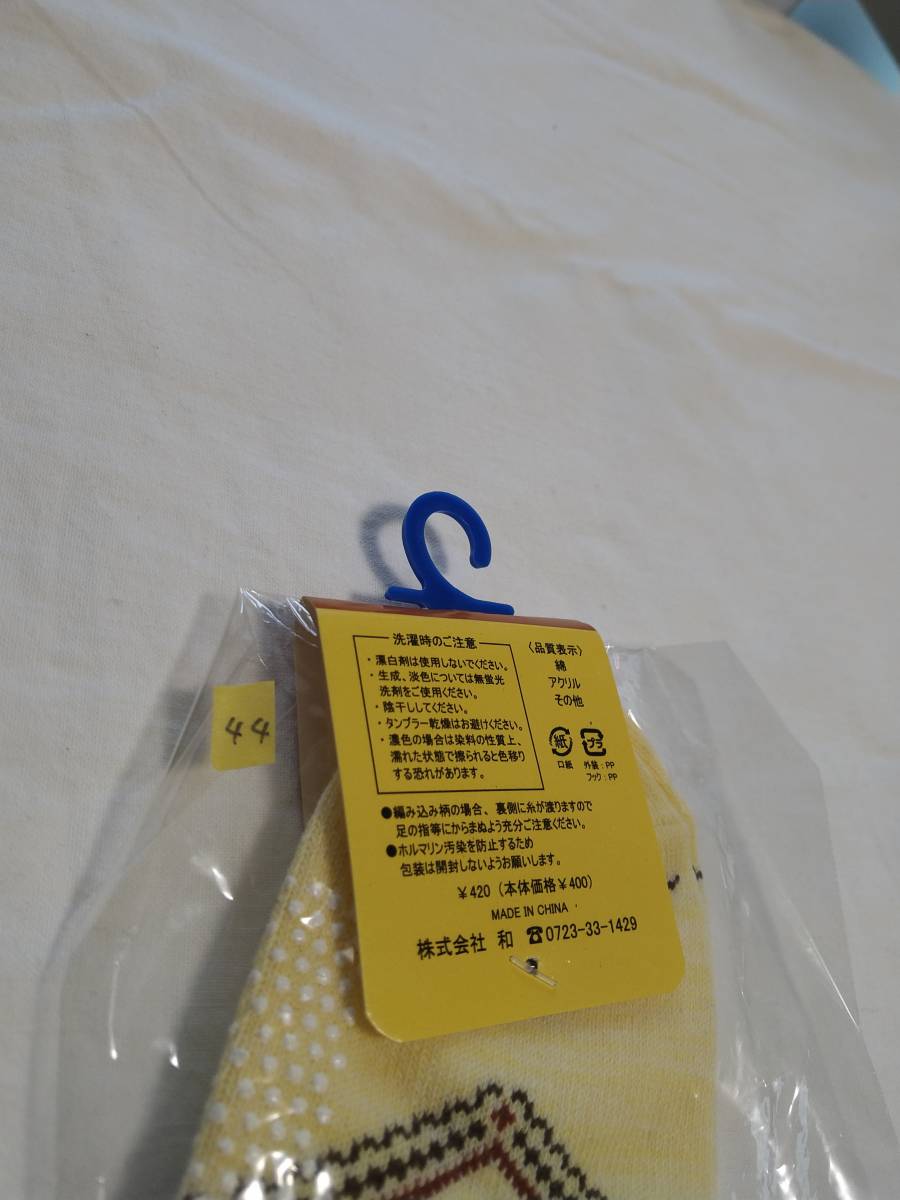 洗濯時のご注意
・漂白剤は使用しないでください。
・生成、淡色については無蛍光
洗剤をご使用ください。
・陰干ししてください。
・タンブラー乾燥はお避けください。
・濃色の場合は染料の性質上、
濡れた状態で擦られると色移り
する恐れがあります。
〈品質表示〉
綿
アクリル
その他
紙
口紙
プラ
外装:PP
フック:PP
44
●編み込み柄の場合、裏側に糸が渡りますので
足の指等にからまぬよう充分ご注意ください。
●ホルマリン汚染を防止するため
包装は開封しないようお願いします。
¥420(本体価格¥400)
MADE IN CHINA
株式会社 和 ☎0723-33-1429